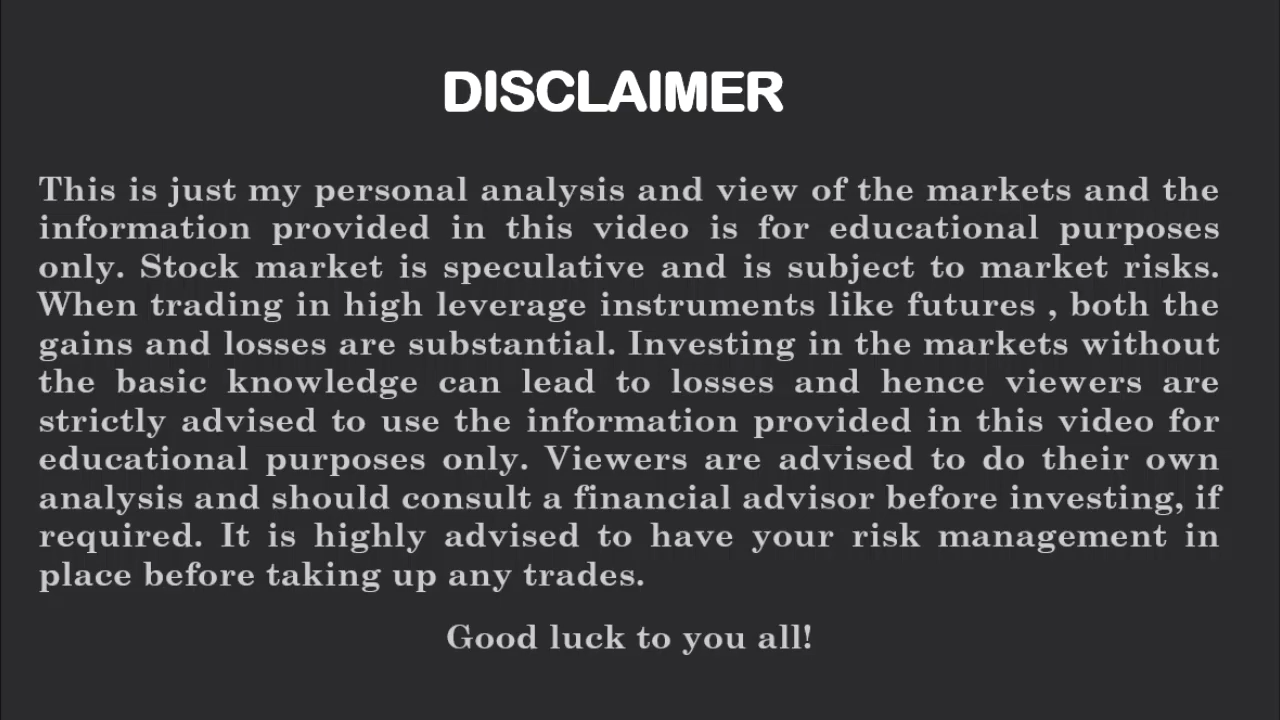 DISCLAIMER
This is just my personal analysis and view of the markets and the
information provided in this video is for educational purposes
only. Stock market is speculative and is subject to market risks.
When trading in high leverage instruments like futures , both the
gains and losses are substantial. Investing in the markets without
the basic knowledge can lead to losses and hence viewers are
strictly advised to use the information provided in this video for
educational purposes only. Viewers are advised to do their own
analysis and should consult a financial advisor before investing, if
required. It is highly advised to have your risk management in
place before taking up any trades.
Good luck to you all!